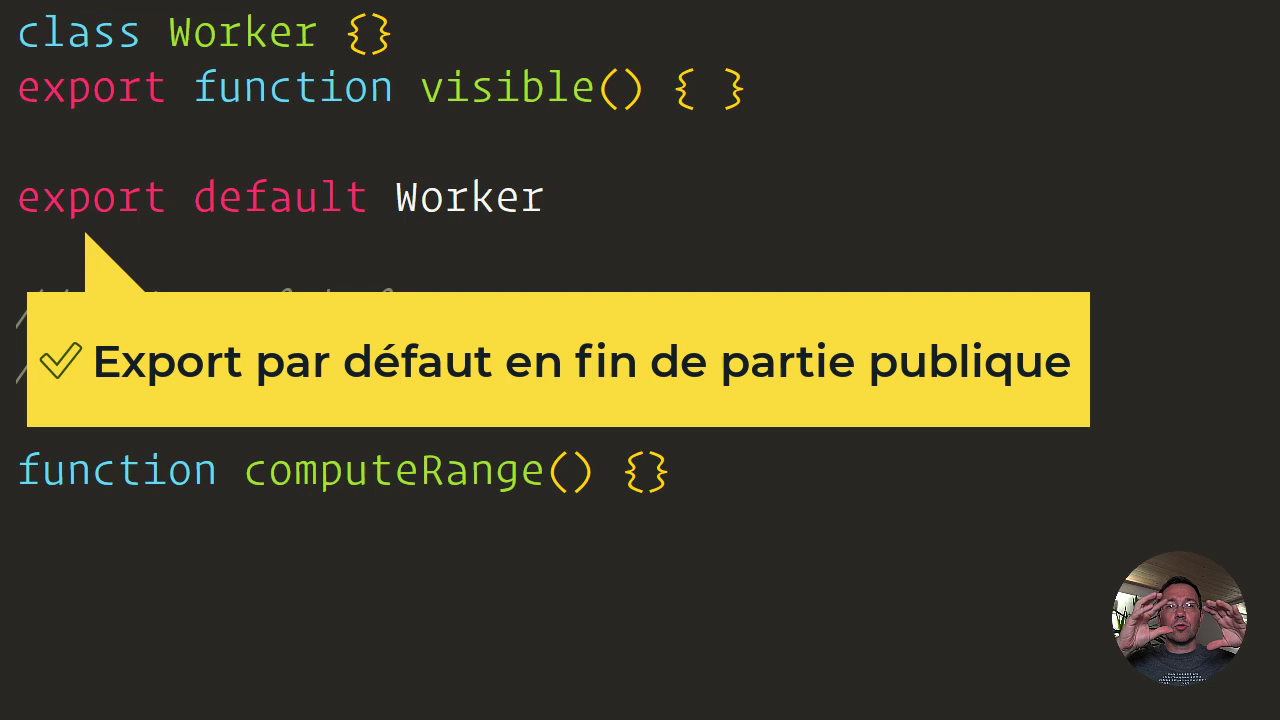 class Worker {}
export function visible() { }
export default Worker
✓ Export par défaut en fin de partie publique
function computeRange() {}